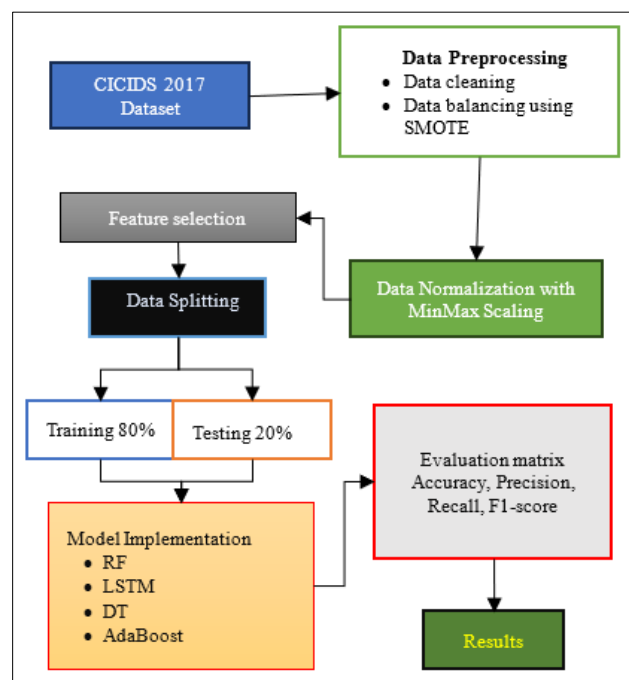 CICIDS 2017
Dataset
Data Preprocessing
• Data cleaning
• Data balancing using
SMOTE
Feature selection
Data Normalization with
MinMax Scaling
Data Splitting
Training 80%
Testing 20%
Evaluation matrix
Accuracy, Precision,
Recall, F1-score
Model Implementation
• RF
• LSTM
• DT
• AdaBoost
Results